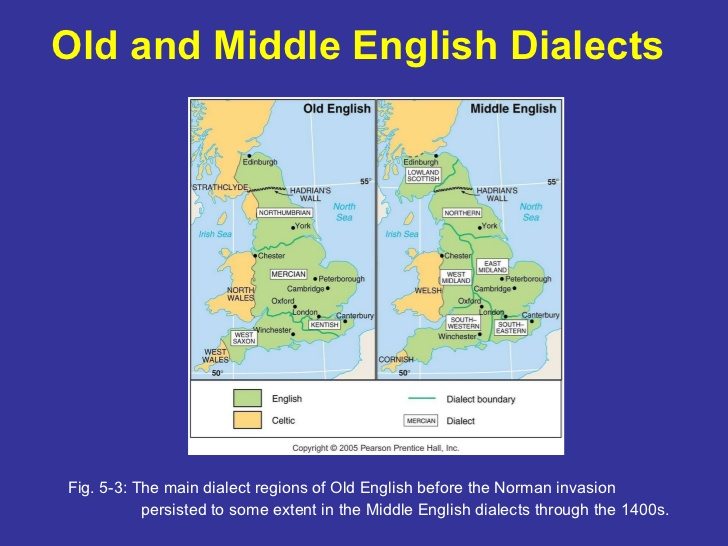 Old and Middle English Dialects
Old English
Edinburgh
STRATHCLYDE
55°
HADRIAN'S
WALL
North
Sea
NORTHUMBRIAN
York
Irish Sea
Chester
MERCIAN
Peterborough
NORTH
WALES
Cambridge
Oxford
London
Canterbury
KENTISH
Winchester
WEST
SAXON
WEST
WALES
50°
Middle English
Edinburgh
LOWLAND
SCOTTISH
55°
HADRIAN'S
WALL
North
Sea
NORTHERN
York
Irish Sea
Chester
EAST
MIDLAND
WEST
MIDLAND
Peterborough
WELSH
Cambridge
Oxford
London
Canterbury
SOUTH–
WESTERN
SOUTH–
EASTERN
Winchester
CORNISH
50°
English
Dialect boundary
Celtic
MERCIAN
Dialect
Copyright © 2005 Pearson Prentice Hall, Inc.
Fig. 5-3: The main dialect regions of Old English before the Norman invasion
persisted to some extent in the Middle English dialects through the 1400s.